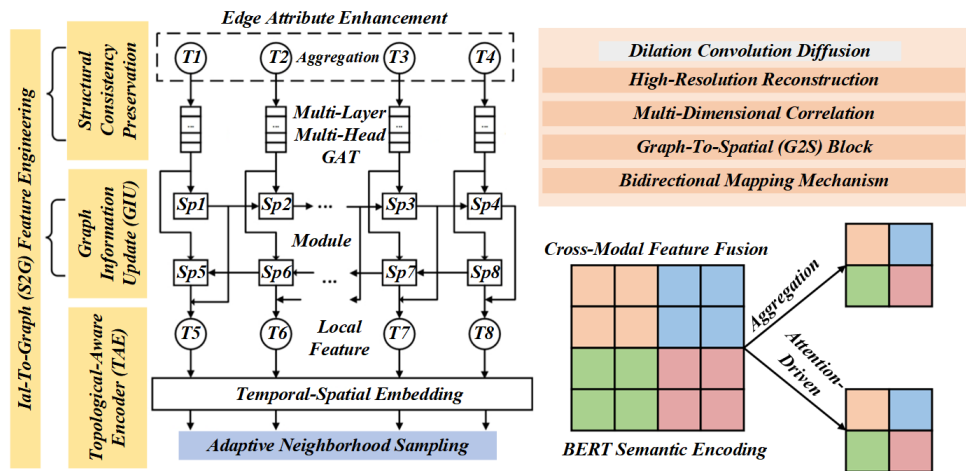 Ial-To-Graph (S2G) Feature Engineering
Structural
Consistency
Preservation
Graph
Information
Update (GIU)
Topological-Aware
Encoder (TAE)
Edge Attribute Enhancement
T1
T2
Aggregation
T3
T4
Multi-Layer
Multi-Head
GAT
Sp1
Sp2
...
Sp3
Sp4
Module
Sp5
Sp6
...
Sp7
Sp8
T5
T6
Local
Feature
T7
T8
Temporal-Spatial Embedding
Adaptive Neighborhood Sampling
Dilation Convolution Diffusion
High-Resolution Reconstruction
Multi-Dimensional Correlation
Graph-To-Spatial (G2S) Block
Bidirectional Mapping Mechanism
Cross-Modal Feature Fusion
Aggregation
Attention-
Driven
BERT Semantic Encoding